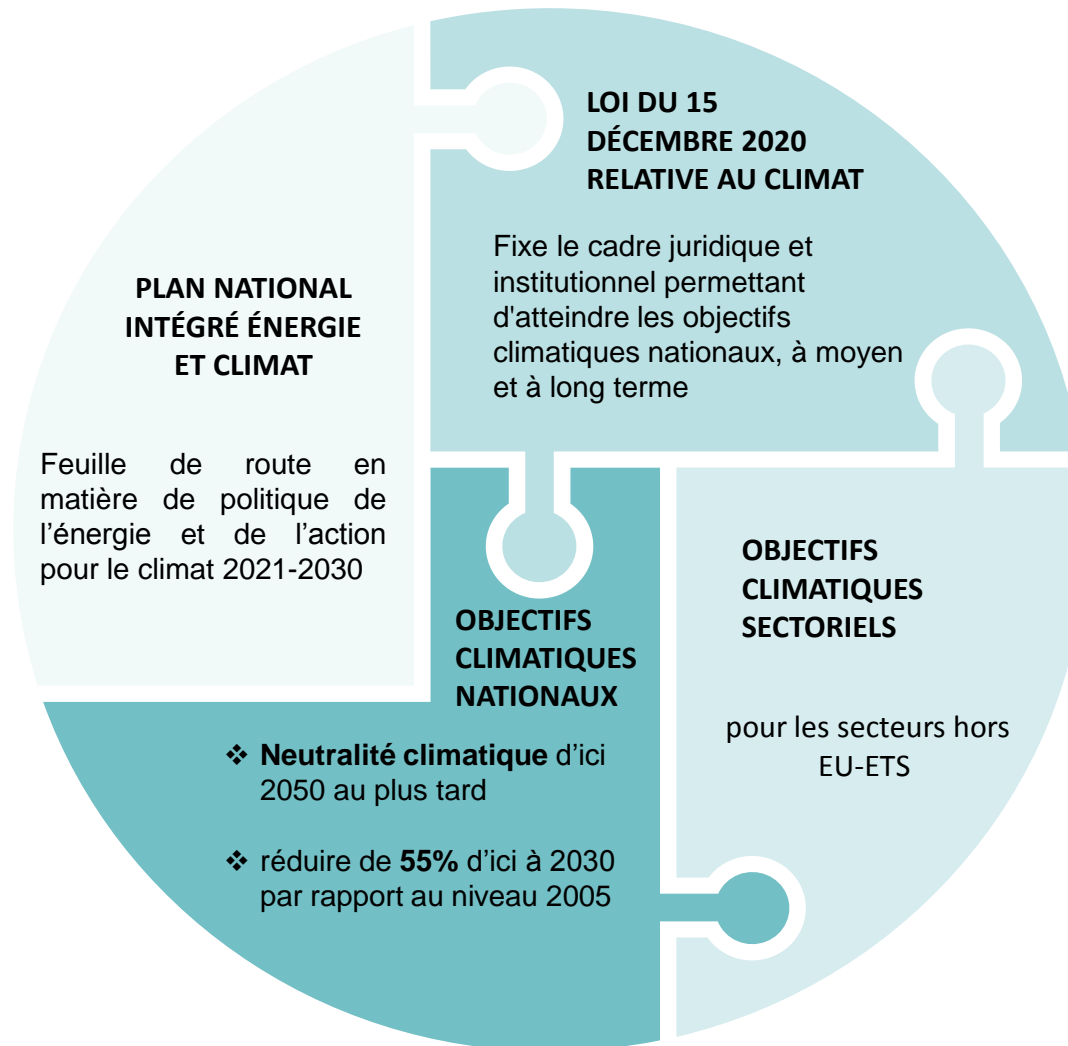 PLAN NATIONAL
INTÉGRÉ ÉNERGIE
ET CLIMAT
Feuille de route en
matière de politique de
l’énergie et de l’action
pour le climat 2021-2030
LOI DU 15
DÉCEMBRE 2020
RELATIVE AU CLIMAT
Fixe le cadre juridique et
institutionnel permettant
d'atteindre les objectifs
climatiques nationaux, à moyen
et à long terme
OBJECTIFS
CLIMATIQUES
NATIONAUX
❖ Neutralité climatique d’ici
2050 au plus tard
❖ réduire de 55% d’ici à 2030
par rapport au niveau 2005
OBJECTIFS
CLIMATIQUES
SECTORIELS
pour les secteurs hors
EU-ETS